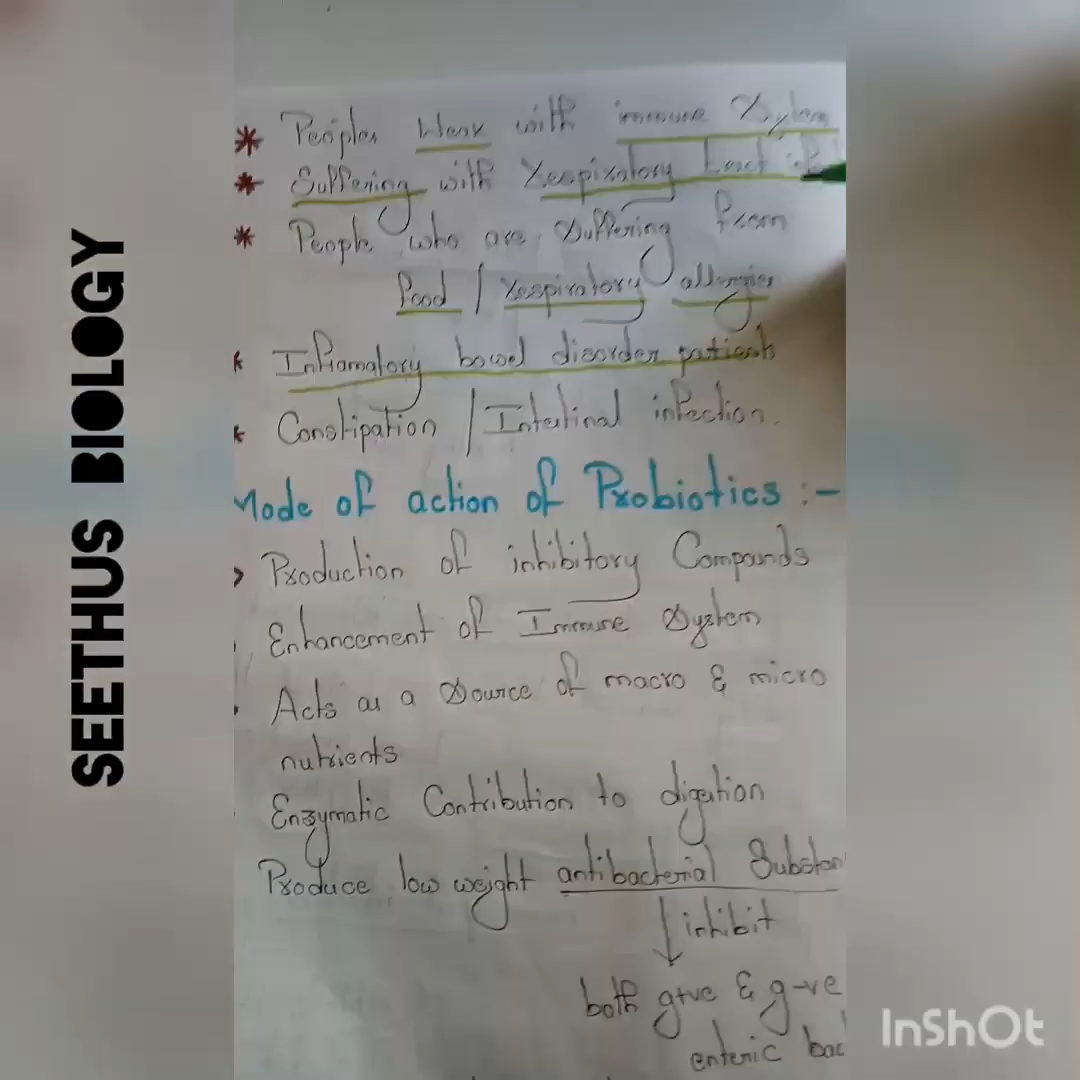 SEETHUS BIOLOGY
* Peoples Weak with immune System
* Suffering with respiratory tract
* People who are Suffering from
food / respiratory allergies
* Inflamatory bowel disorder patients
* Constipation / Intestinal infection.
Mode of action of Probiotics :-
> Production of inhibitory Compounds
Enhancement of Immune System
Acts as a Source of macro & micro
nutrients
Enzymatic Contribution to digestion
Produce low weight antibacterial Substan
↓ inhibit
both g+ve & g-ve
enteric bac
InShOt